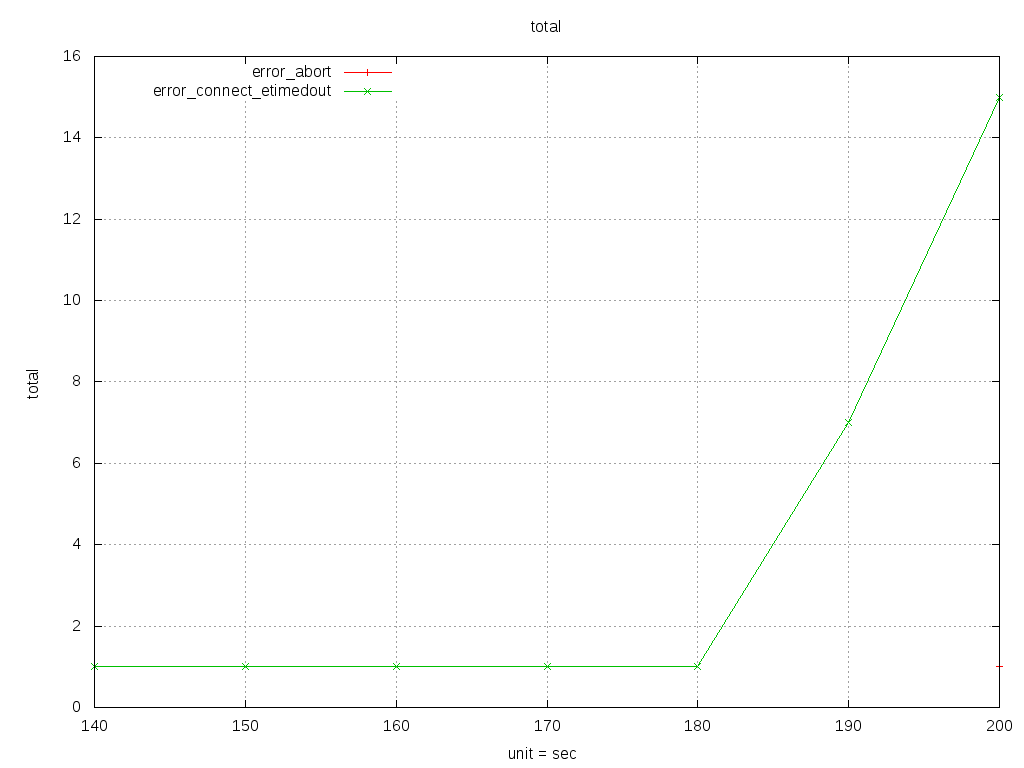 total
16
error_abort
error_connect_etimedout
14
12
10
8
total
6
4
2
0
140 150 160 170 180 190 200
unit = sec